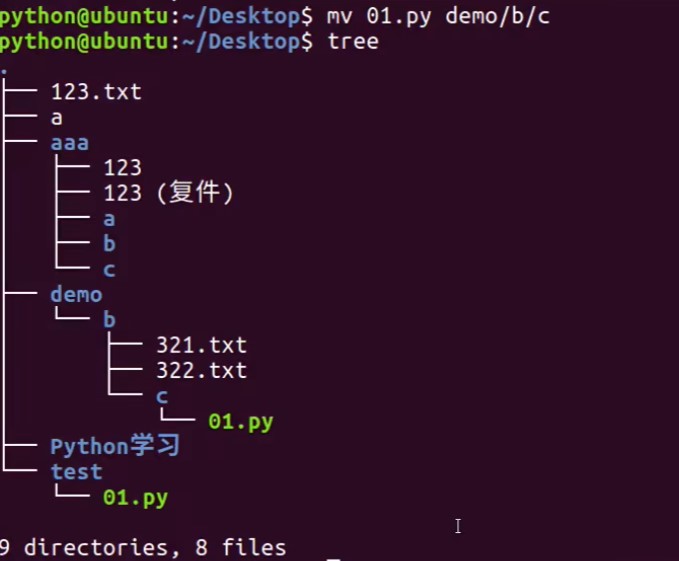 python@ubuntu:~/Desktop$ mv 01.py demo/b/c
python@ubuntu:~/Desktop$ tree
.
├── 123.txt
├── a
├── aaa
│   ├── 123
│   ├── 123 (复件)
│   ├── a
│   ├── b
│   └── c
├── demo
│   └── b
│       ├── 321.txt
│       ├── 322.txt
│       └── c
│           └── 01.py
├── Python学习
└── test
    └── 01.py
9 directories, 8 files